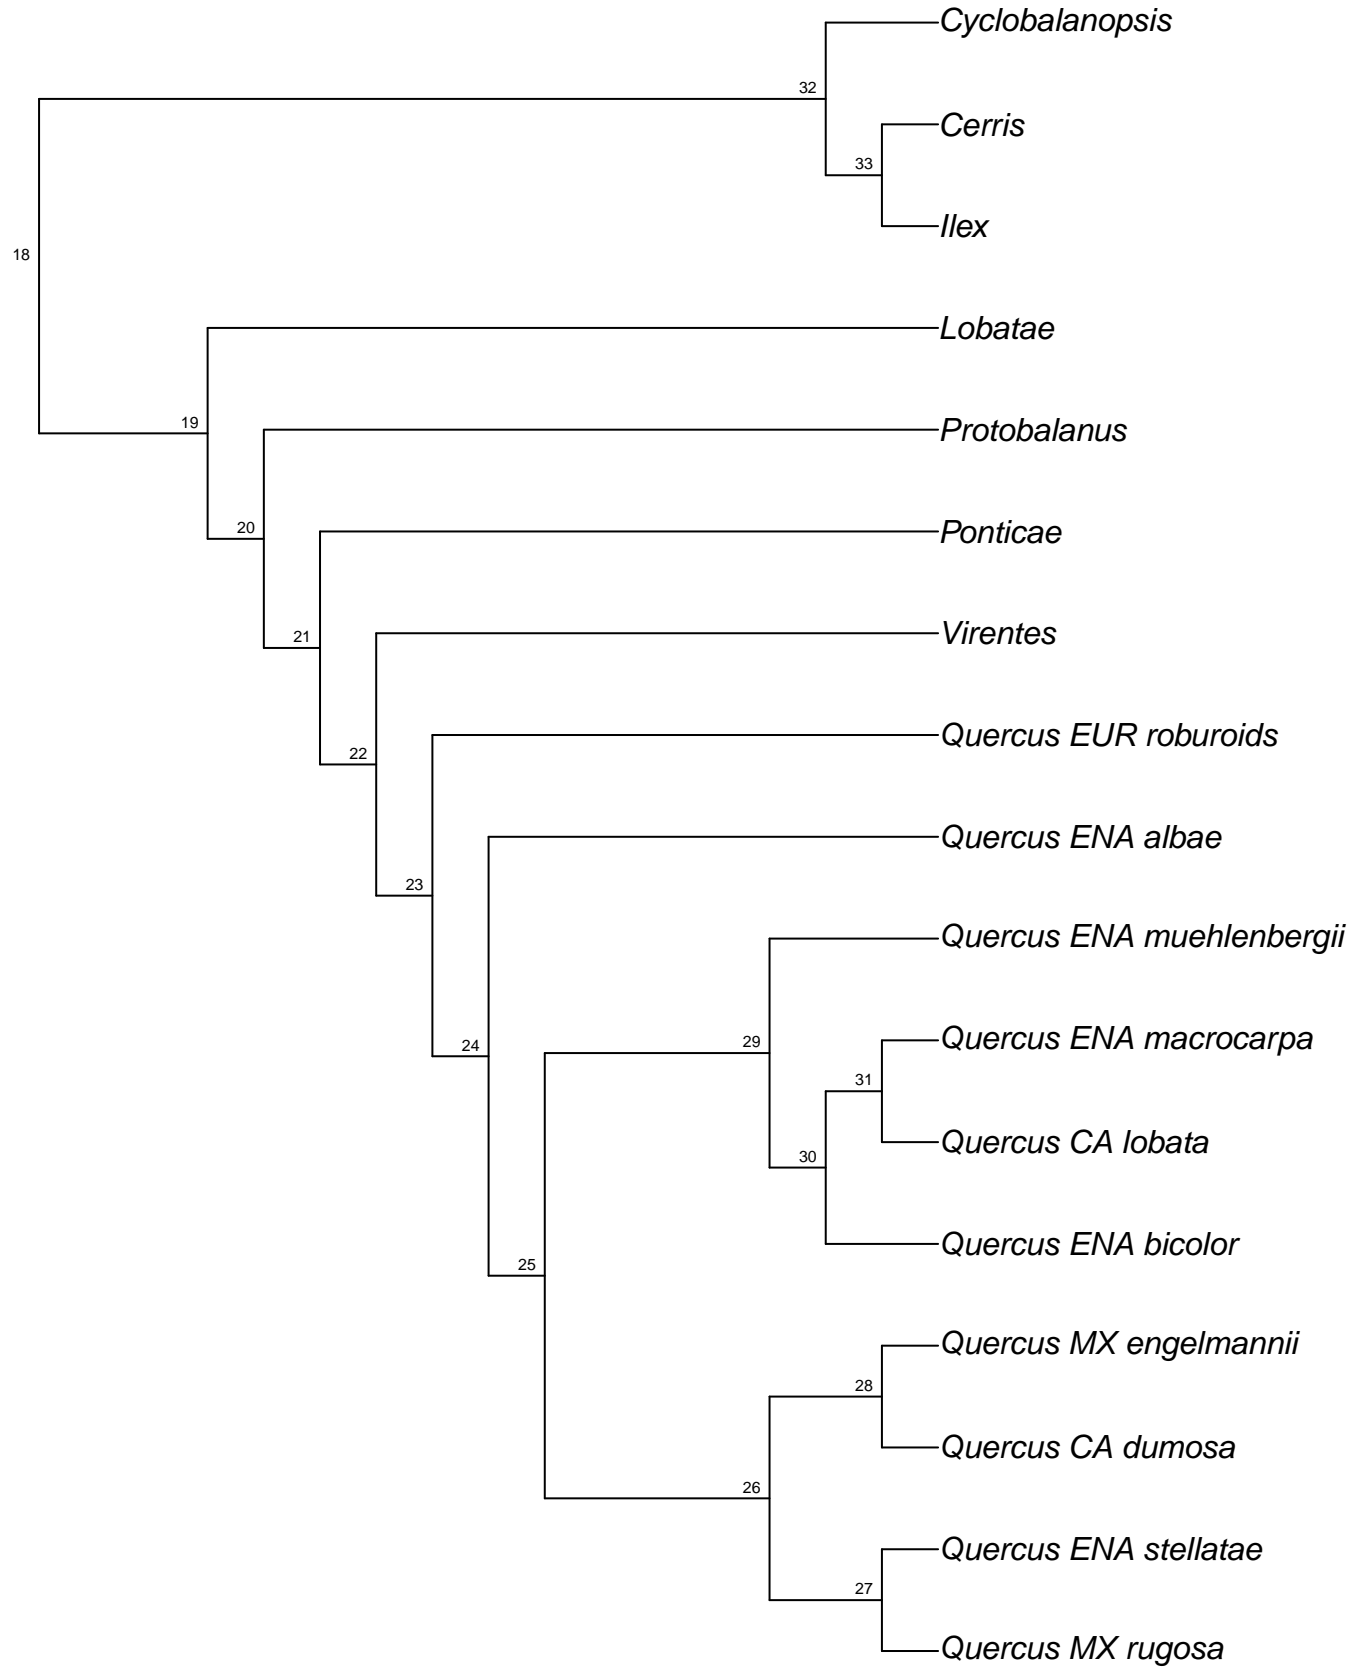 Cyclobalanopsis
32
Cerris
33
Ilex
18
Lobatae
19
Protobalanus
20
Ponticae
21
Virentes
22
Quercus EUR roburoids
Quercus ENA albae
23
Quercus ENA muehlenbergii
24
29
Quercus ENA macrocarpa
31
Quercus CA lobata
30
Quercus ENA bicolor
25
Quercus MX engelmannii
28
Quercus CA dumosa
26
Quercus ENA stellatae
27
Quercus MX rugosa